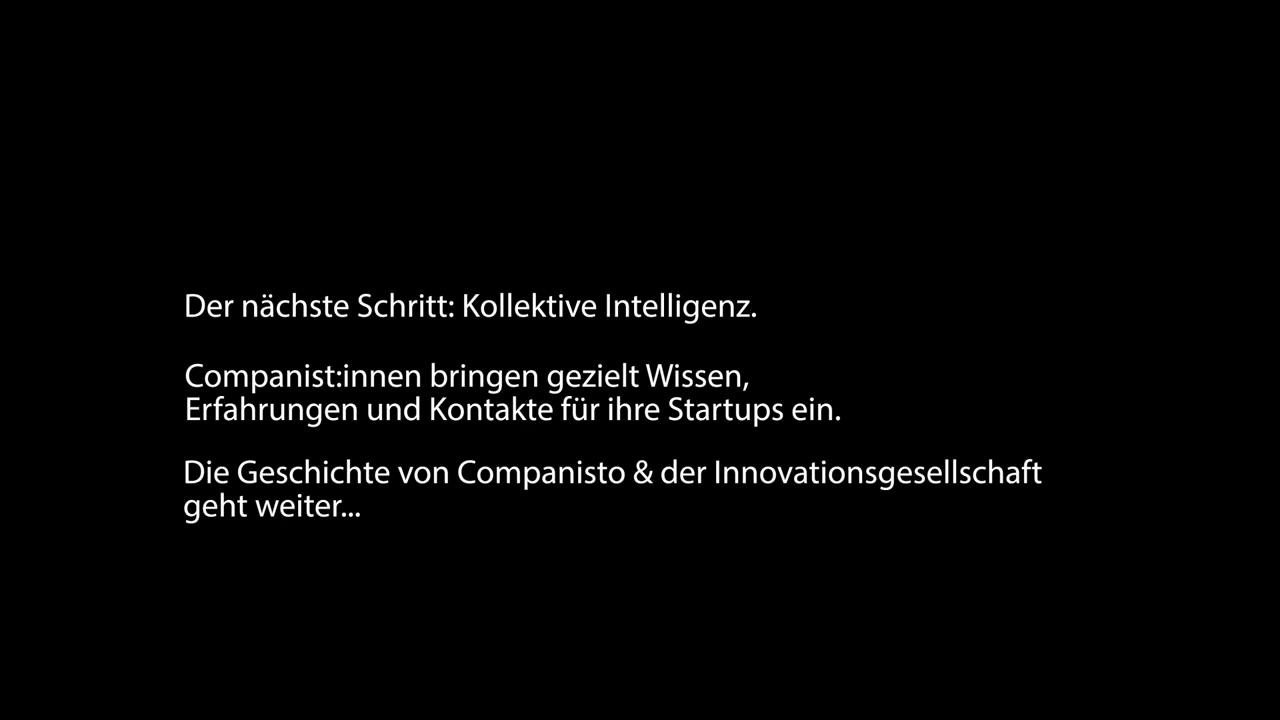 Der nächste Schritt: Kollektive Intelligenz.
Companist:innen bringen gezielt Wissen,
Erfahrungen und Kontakte für ihre Startups ein.
Die Geschichte von Companisto & der Innovationsgesellschaft
geht weiter...